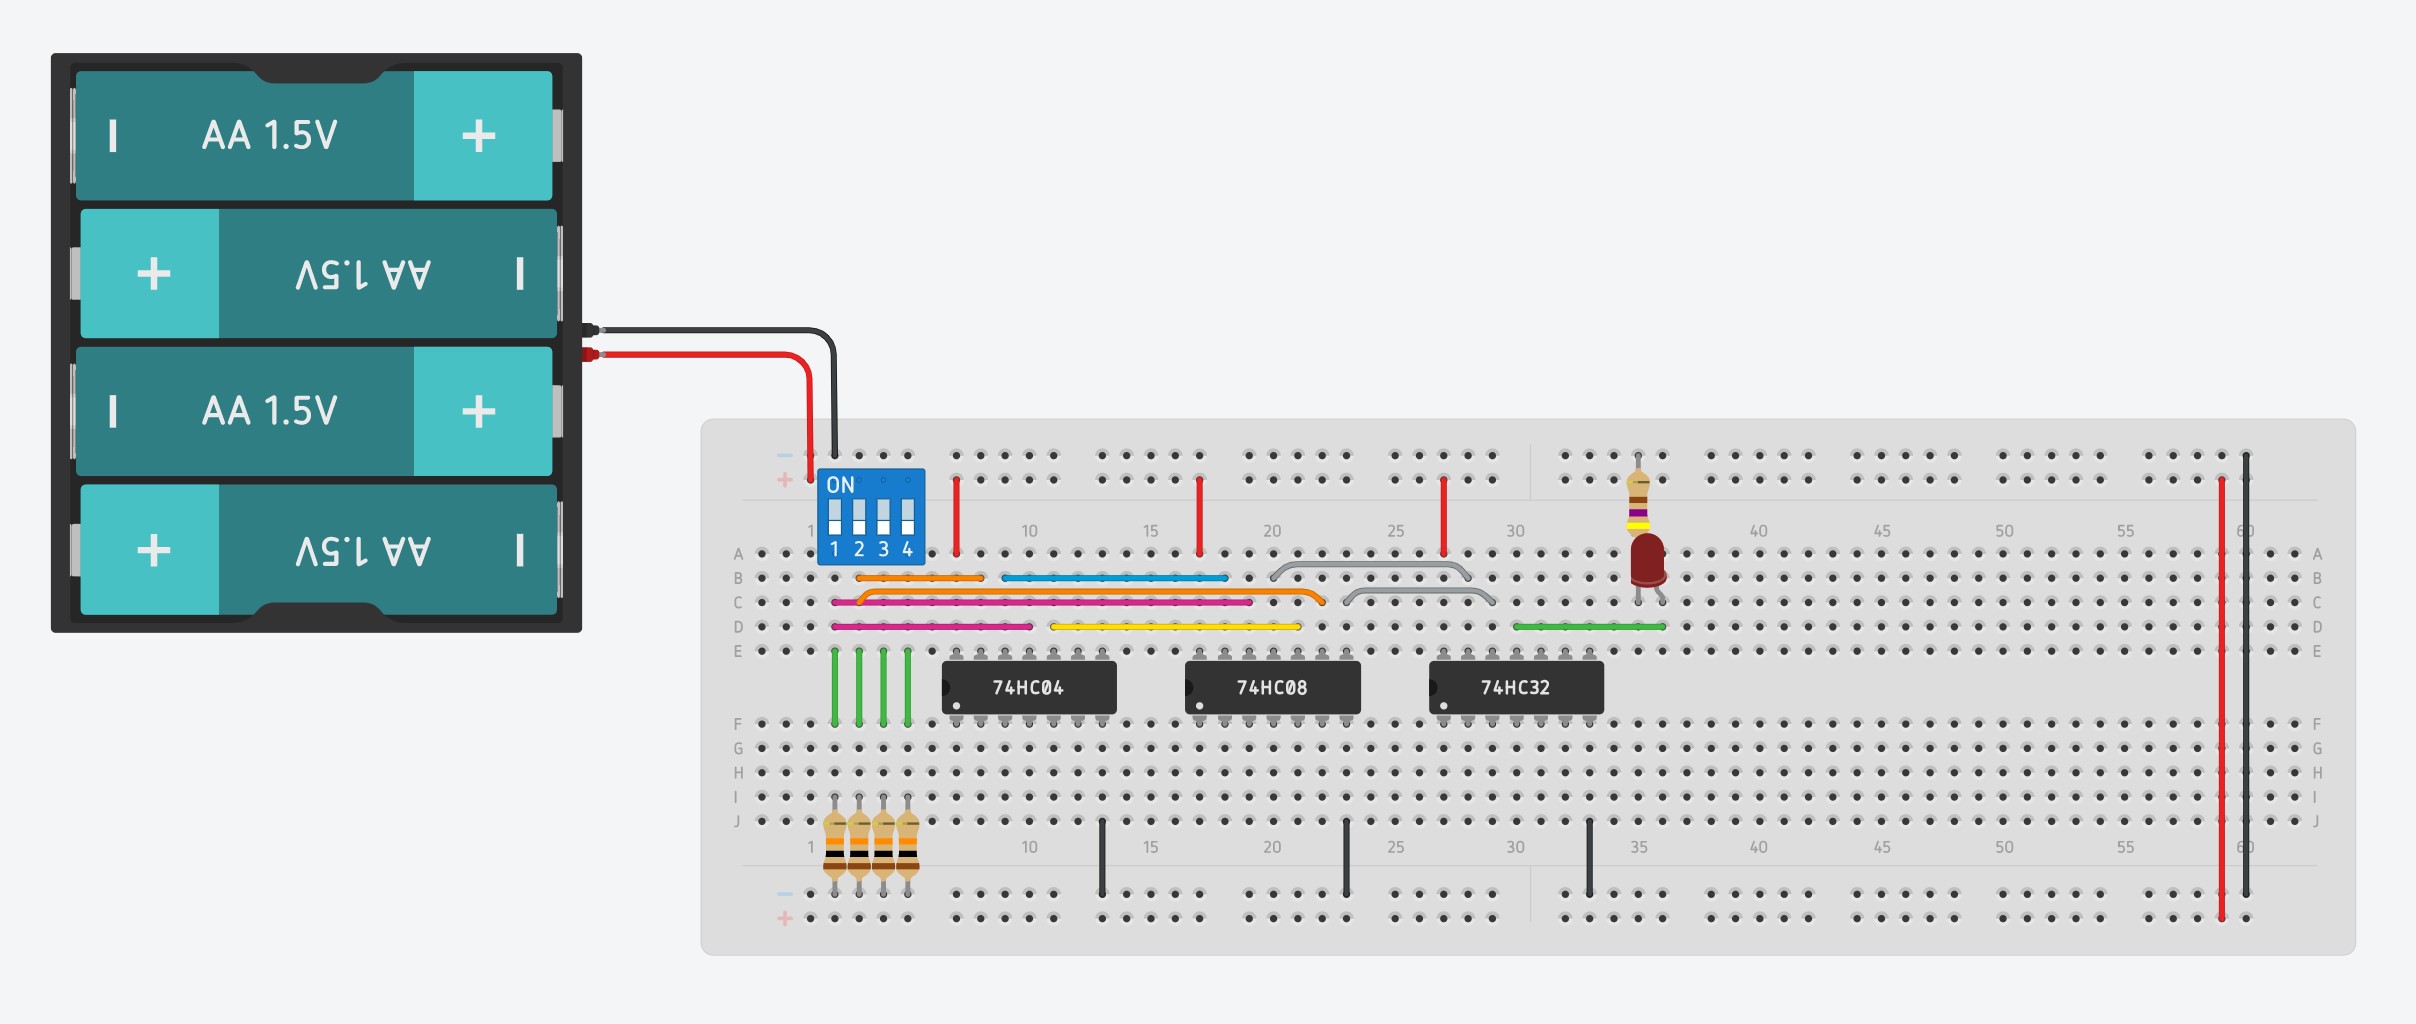 AA 1.5V
AA 1.5V
AA 1.5V
AA 1.5V
ON
1 2 3 4
1 10 15 20 25 30 35 40 45 50 55 60
A A
B B
C C
D D
E E
74HC04 74HC08 74HC32
F F
G G
H H
I I
J J
1 10 15 20 25 30 35 40 45 50 55 60